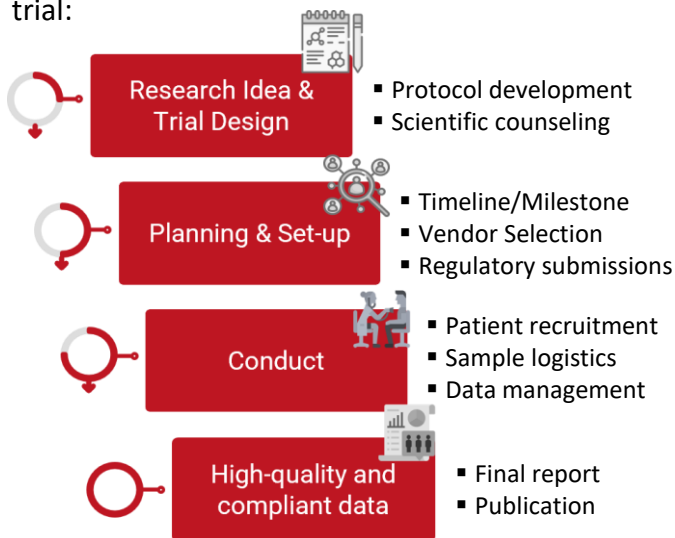 trial:
Research Idea &
Trial Design
▪ Protocol development
▪ Scientific counseling
Planning & Set-up
▪ Timeline/Milestone
▪ Vendor Selection
▪ Regulatory submissions
Conduct
▪ Patient recruitment
▪ Sample logistics
▪ Data management
High-quality and
compliant data
▪ Final report
▪ Publication